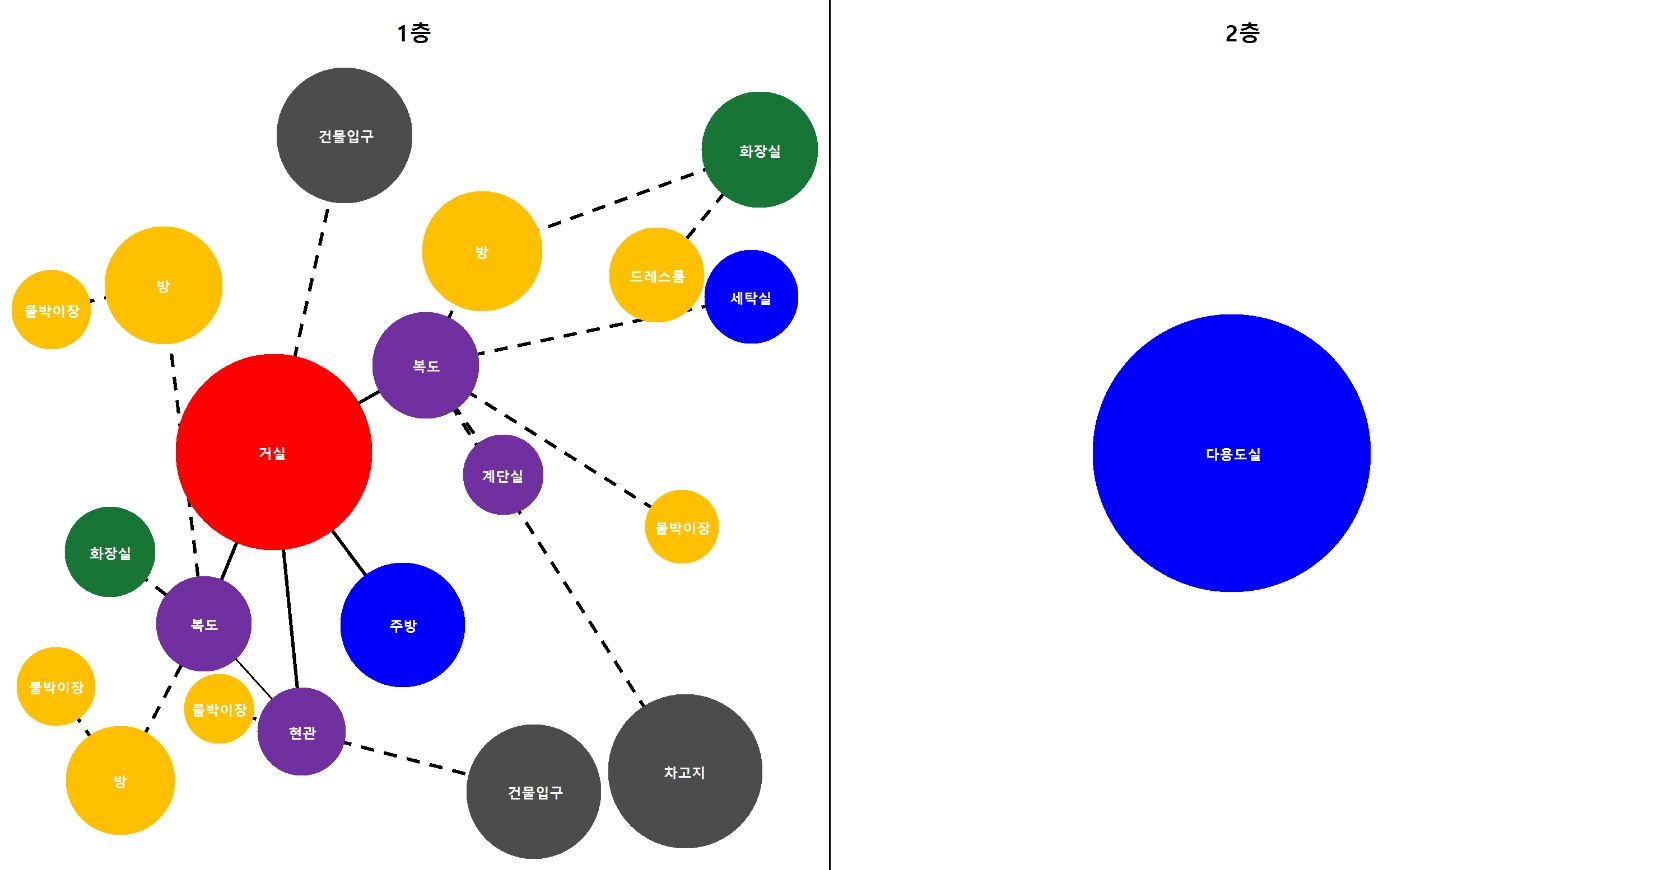 1층
2층
건물입구
화장실
방
드레스룸
세탁실
방
붙박이장
복도
거실
계단실
붙박이장
화장실
복도
주방
붙박이장
붙박이장
현관
방
건물입구
차고지
다용도실